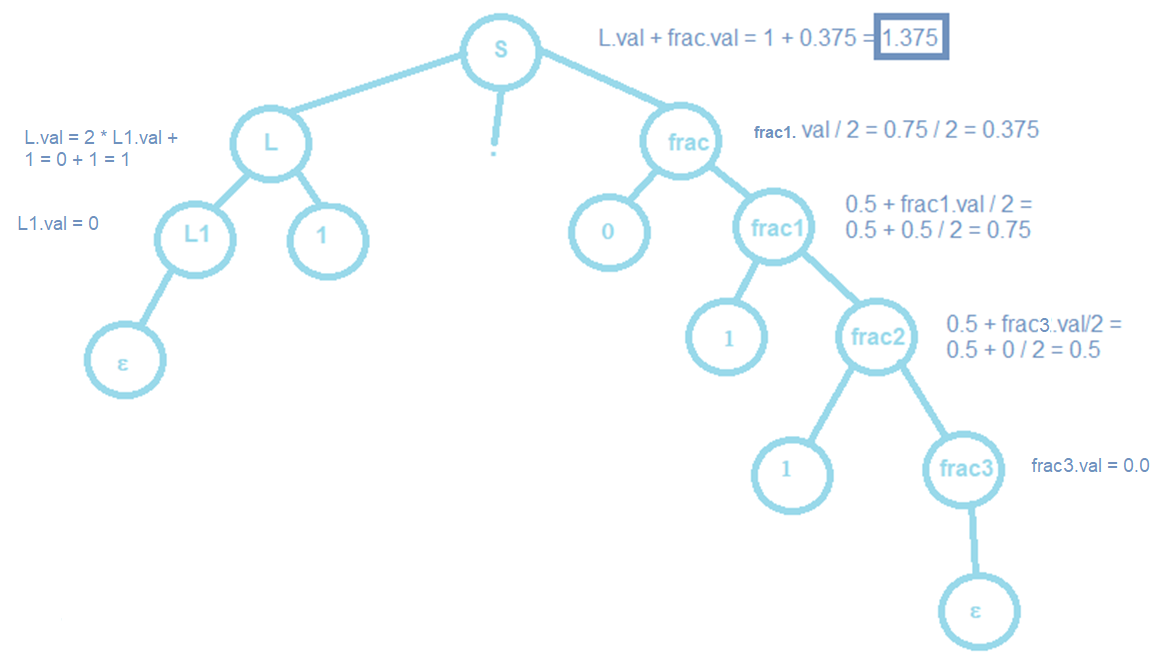 S
L.val + frac.val = 1 + 0.375 = 1.375
L.val = 2 * L1.val +
1 = 0 + 1 = 1
L
.
frac
frac1. val / 2 = 0.75 / 2 = 0.375
L1.val = 0
L1
1
0
frac1
0.5 + frac1.val / 2 =
0.5 + 0.5 / 2 = 0.75
ε
1
frac2
0.5 + frac3.val/2 =
0.5 + 0 / 2 = 0.5
1
frac3
frac3.val = 0.0
ε